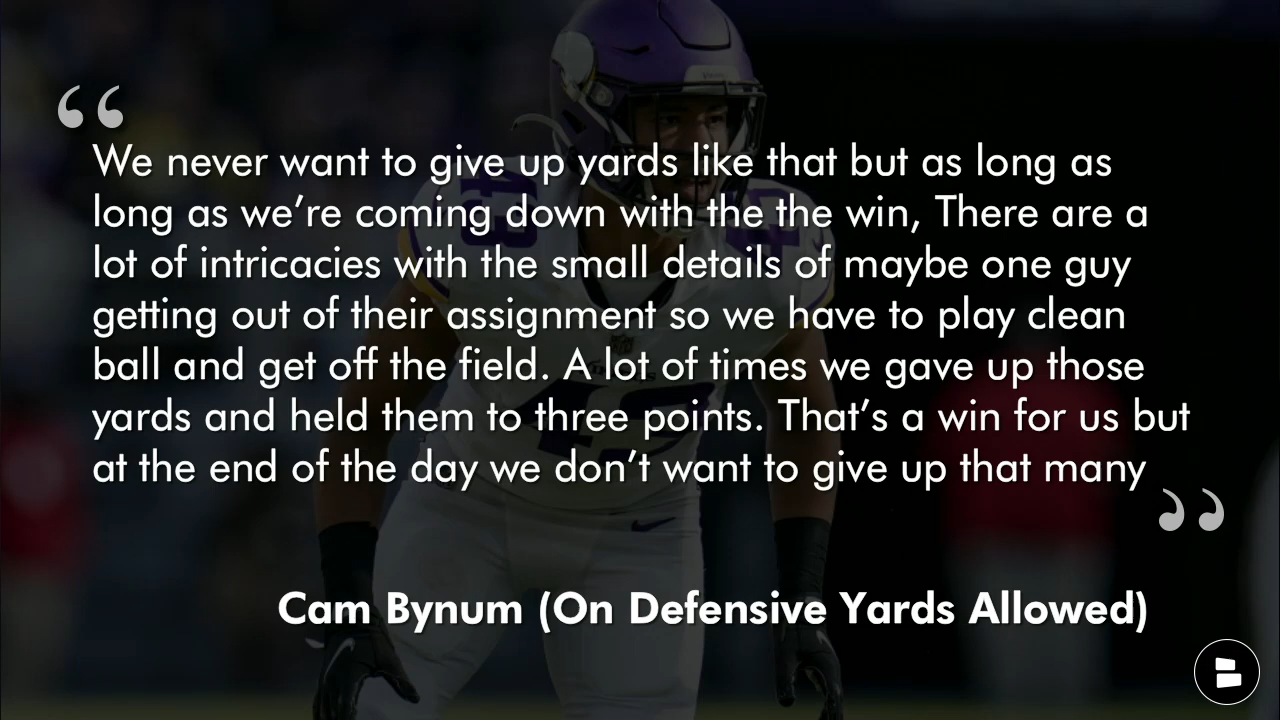 “
We never want to give up yards like that but as long as
long as we’re coming down with the the win, There are a
lot of intricacies with the small details of maybe one guy
getting out of their assignment so we have to play clean
ball and get off the field. A lot of times we gave up those
yards and held them to three points. That’s a win for us but
at the end of the day we don’t want to give up that many
”
Cam Bynum (On Defensive Yards Allowed)